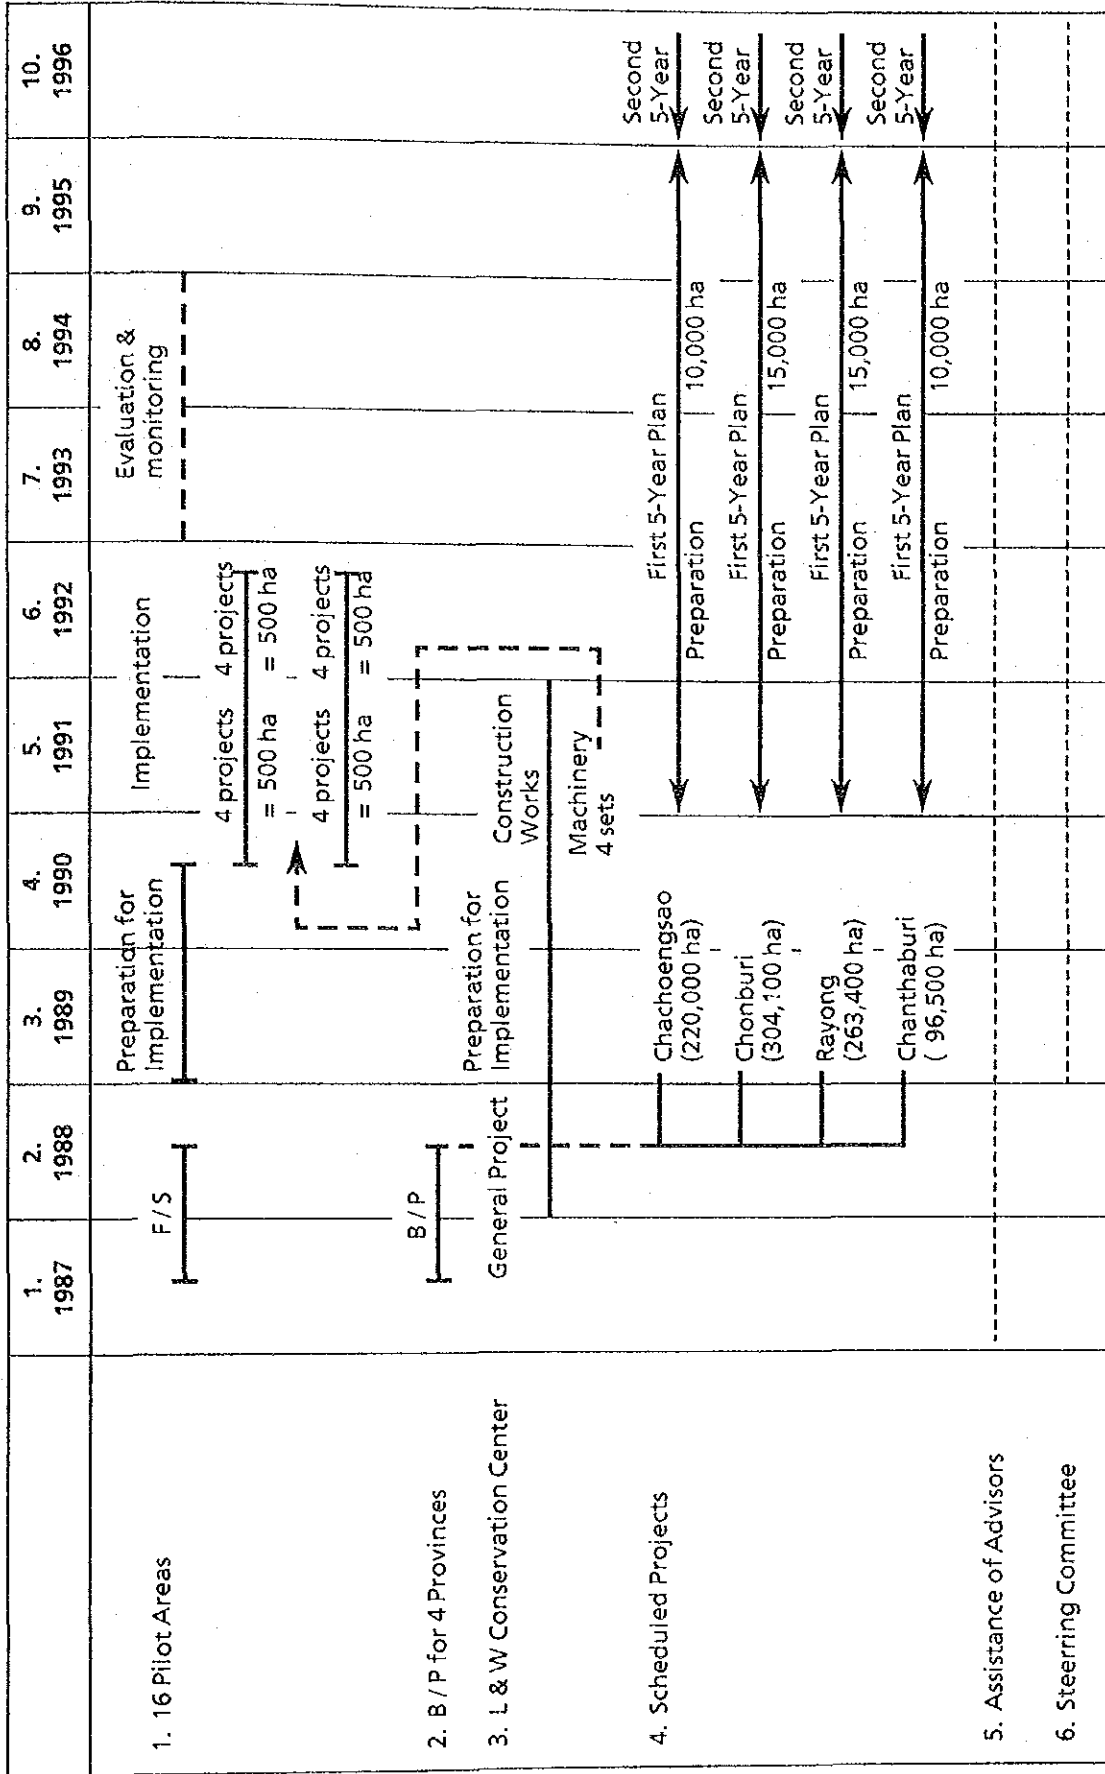 1. 2. 3. 4. 5. 6. 7. 8. 9. 10.
1987 1988 1989 1990 1991 1992 1993 1994 1995 1996
1. 16 Pilot Areas
F / S
Preparation for
Implementation
Implementation
Evaluation &
monitoring
4 projects 4 projects
= 500 ha = 500 ha
4 projects 4 projects
= 500 ha = 500 ha
2. B / P for 4 Provinces
B / P
3. L & W Conservation Center
General Project
Preparation for
Implementation
Construction
Works
Machinery
4 sets
4. Scheduled Projects
Chachoengsao
(220,000 ha)
First 5-Year Plan
Preparation 10,000 ha
Second
5-Year
Chonburi
(304,100 ha)
First 5-Year Plan
Preparation 15,000 ha
Second
5-Year
Rayong
(263,400 ha)
First 5-Year Plan
Preparation 15,000 ha
Second
5-Year
Chanthaburi
( 96,500 ha)
First 5-Year Plan
Preparation 10,000 ha
Second
5-Year
5. Assistance of Advisors
6. Steerring Committee